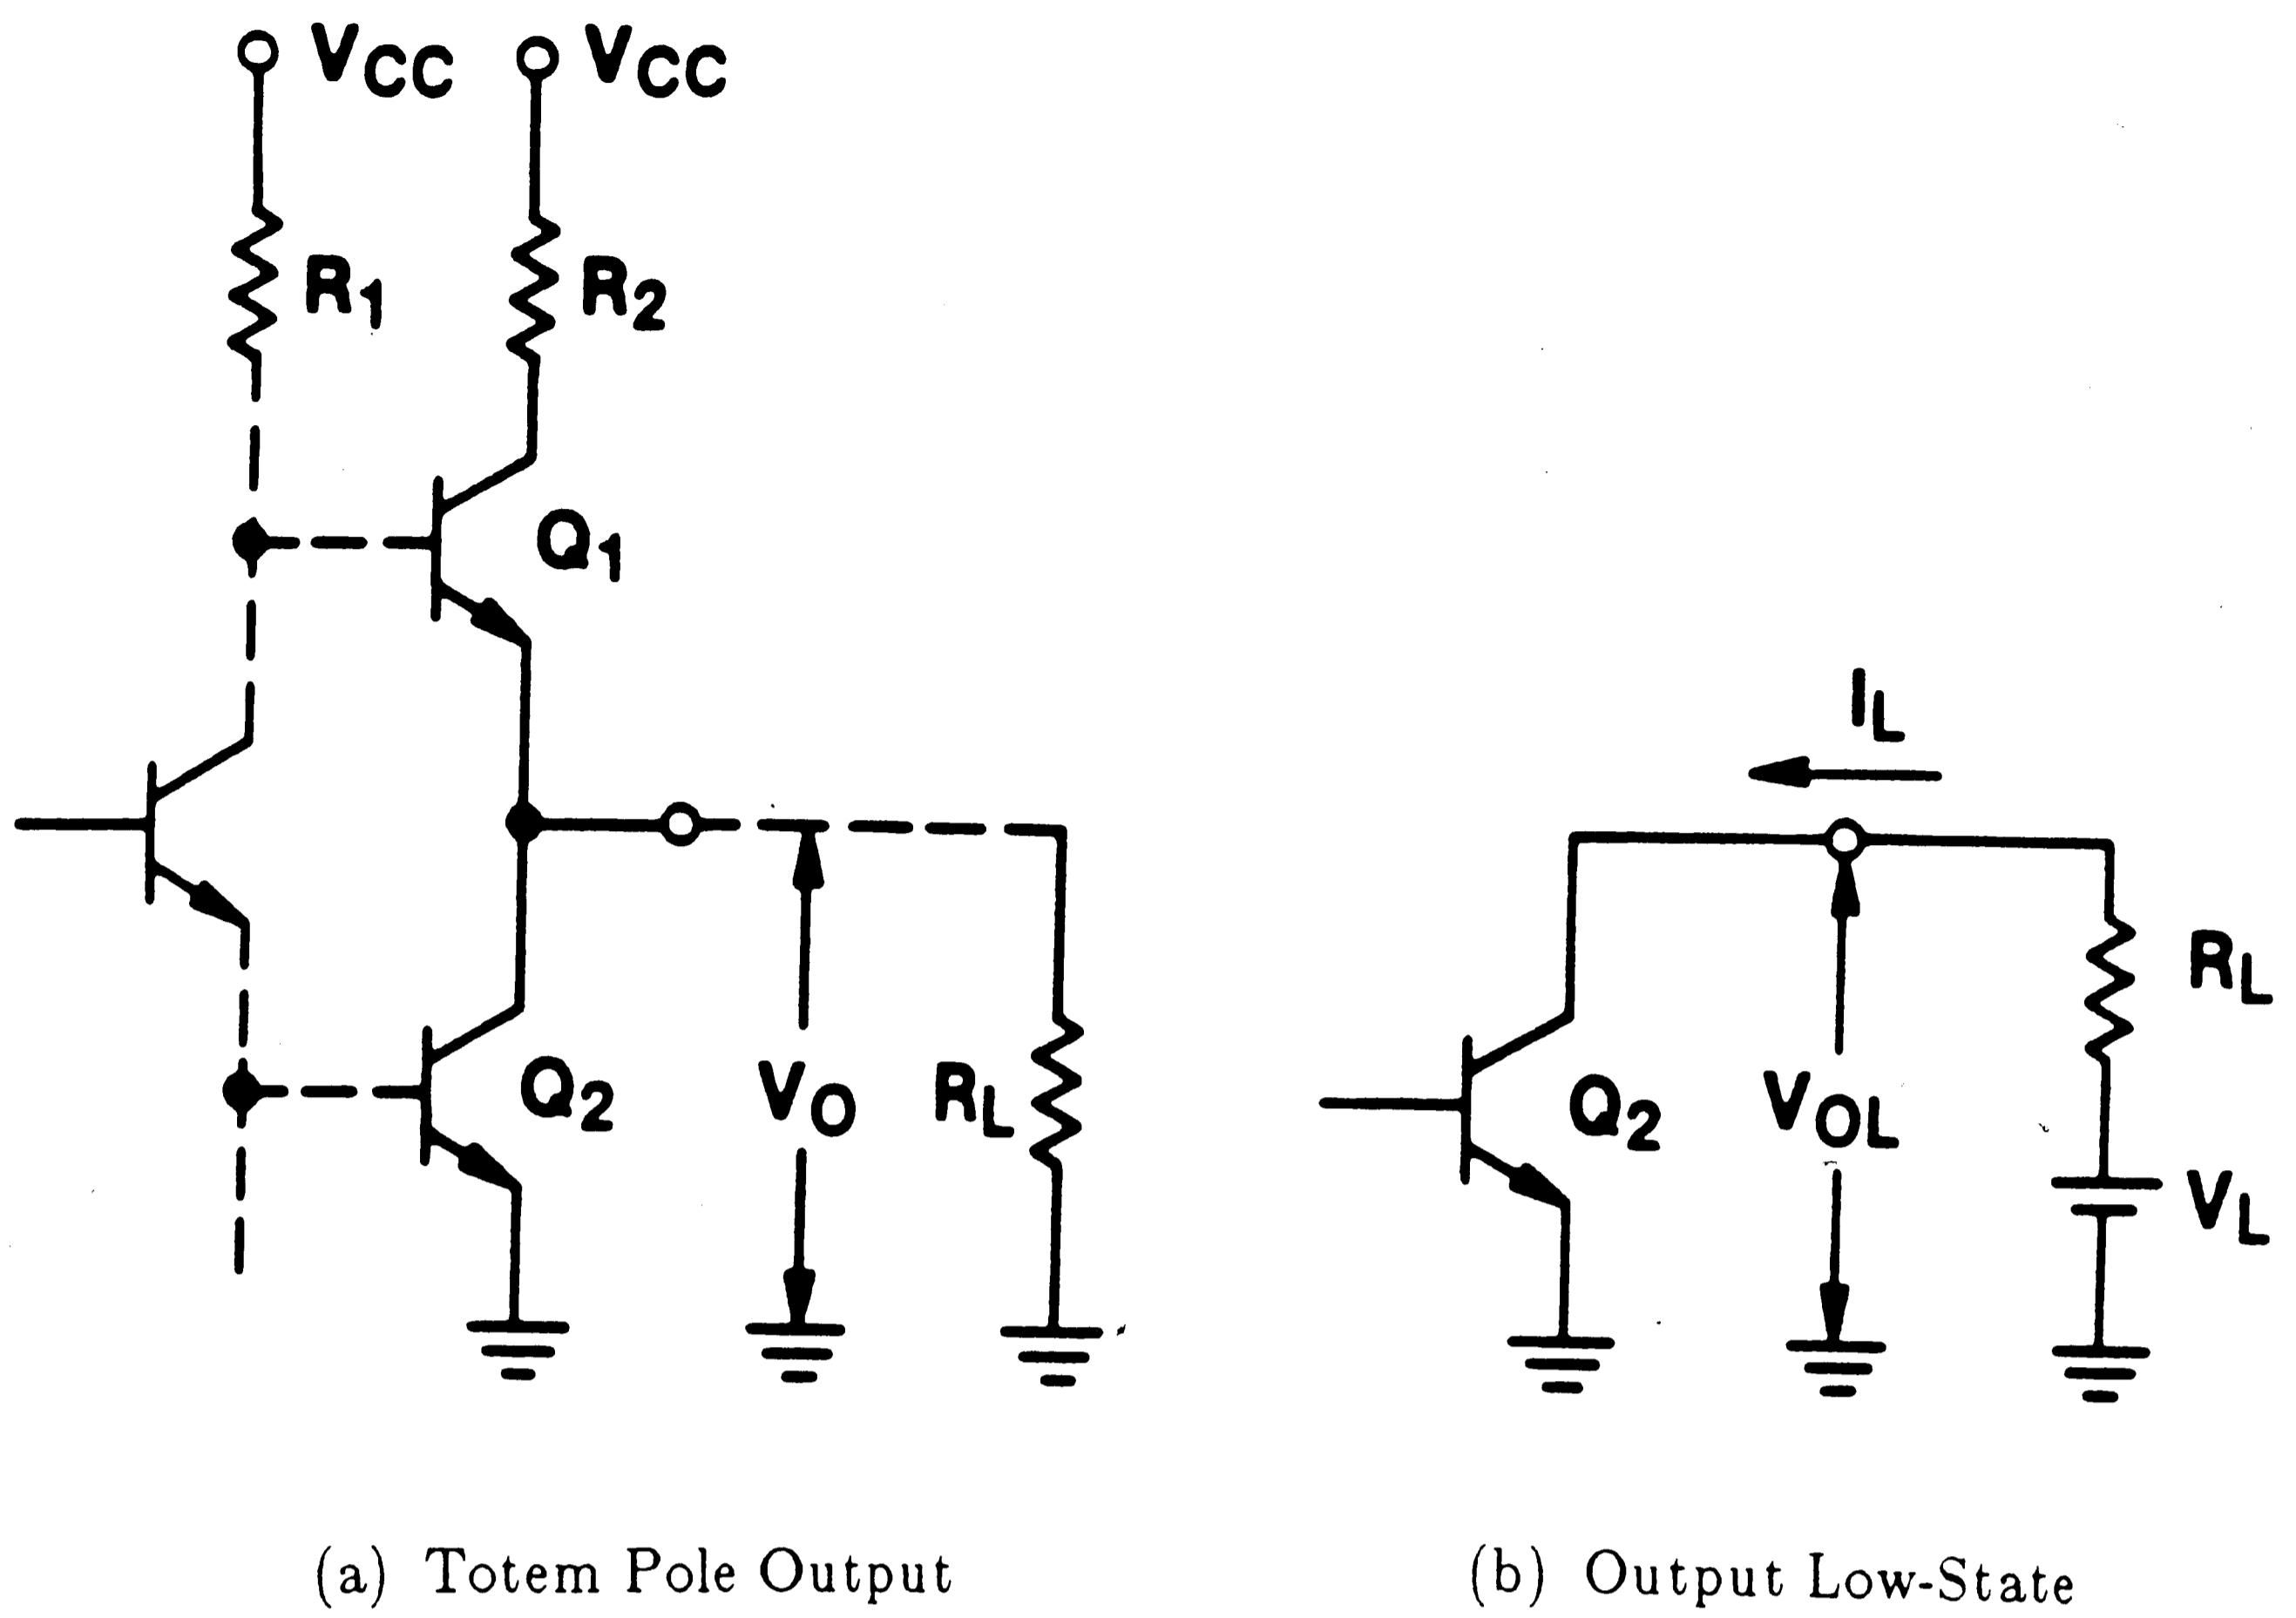 VCC
VCC
R1
R2
Q1
Q2
VO
RL
IL
Q2
VOL
RL
VL
(a) Totem Pole Output
(b) Output Low-State